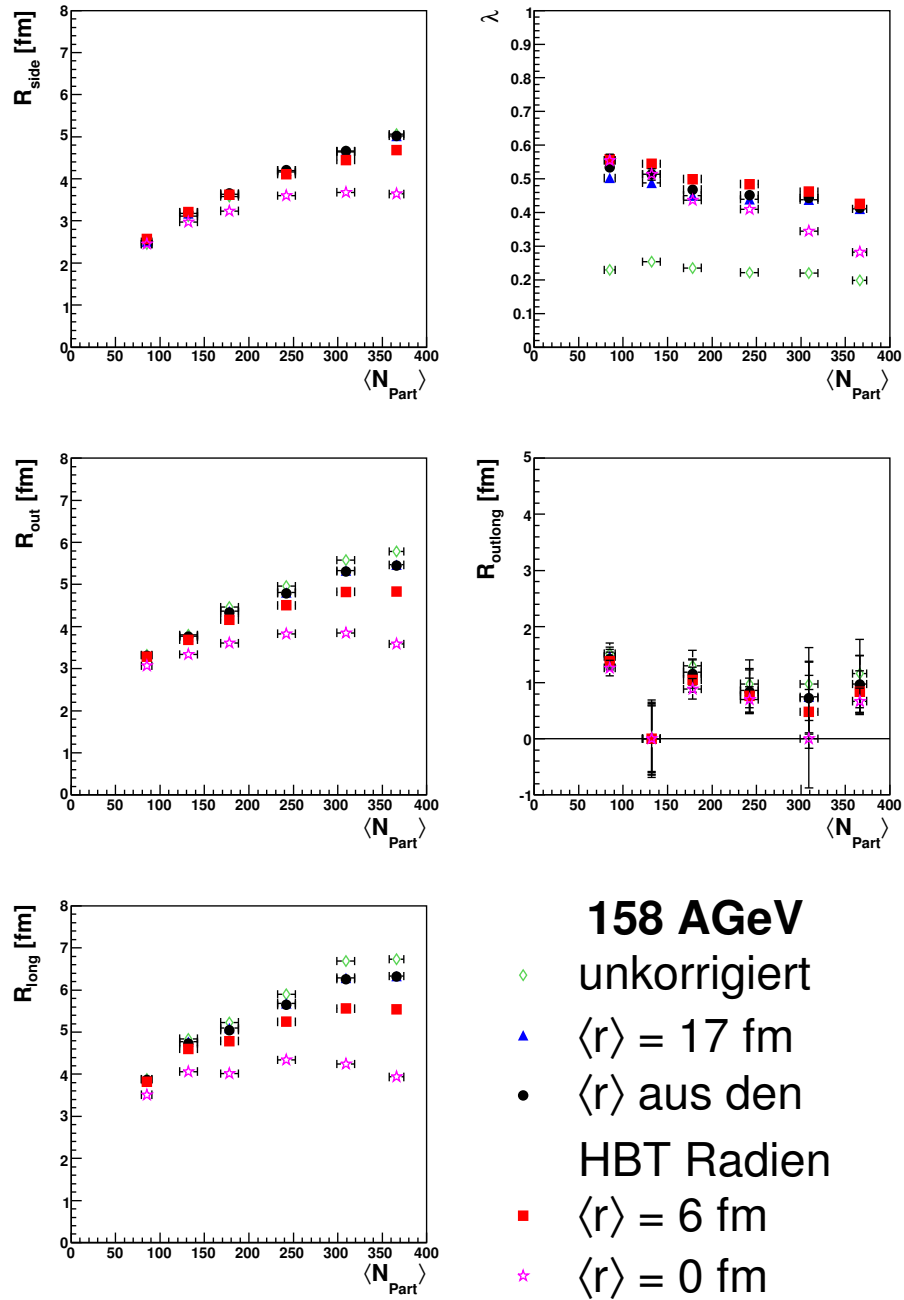 R_side [fm]
8
7
6
5
4
3
2
1
0
0 50 100 150 200 250 300 350 400
⟨N_Part⟩
λ
1
0.9
0.8
0.7
0.6
0.5
0.4
0.3
0.2
0.1
0
0 50 100 150 200 250 300 350 400
⟨N_Part⟩
R_out [fm]
8
7
6
5
4
3
2
1
0
0 50 100 150 200 250 300 350 400
⟨N_Part⟩
R_outlong [fm]
5
4
3
2
1
0
-1
0 50 100 150 200 250 300 350 400
⟨N_Part⟩
R_long [fm]
8
7
6
5
4
3
2
1
0
0 50 100 150 200 250 300 350 400
⟨N_Part⟩
158 AGeV
unkorrigiert
⟨r⟩ = 17 fm
⟨r⟩ aus den
HBT Radien
⟨r⟩ = 6 fm
⟨r⟩ = 0 fm